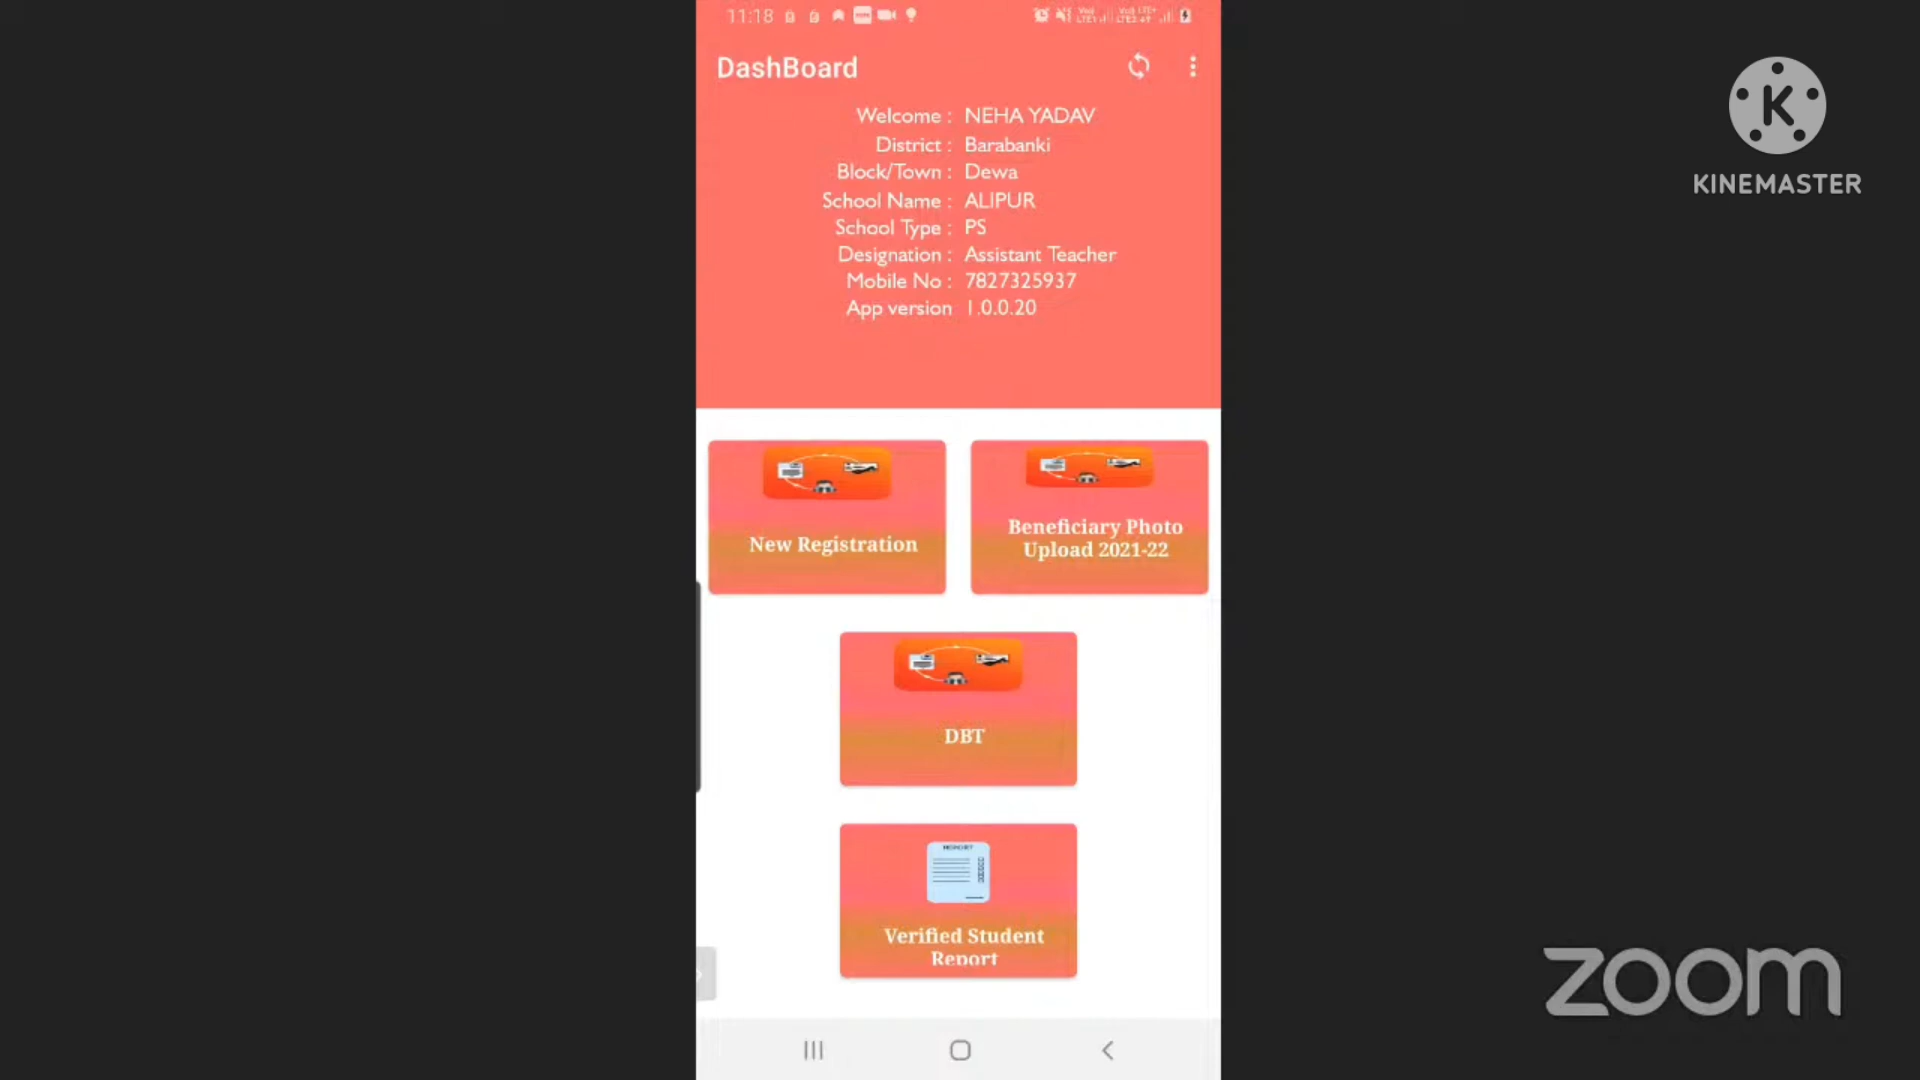 11:18
DashBoard
Welcome : NEHA YADAV
District : Barabanki
Block/Town : Dewa
School Name : ALIPUR
School Type : PS
Designation : Assistant Teacher
Mobile No : 7827325937
App version 1.0.0.20
New Registration
Beneficiary Photo
Upload 2021-22
DBT
Verified Student
Report
K
KINEMASTER
zoom